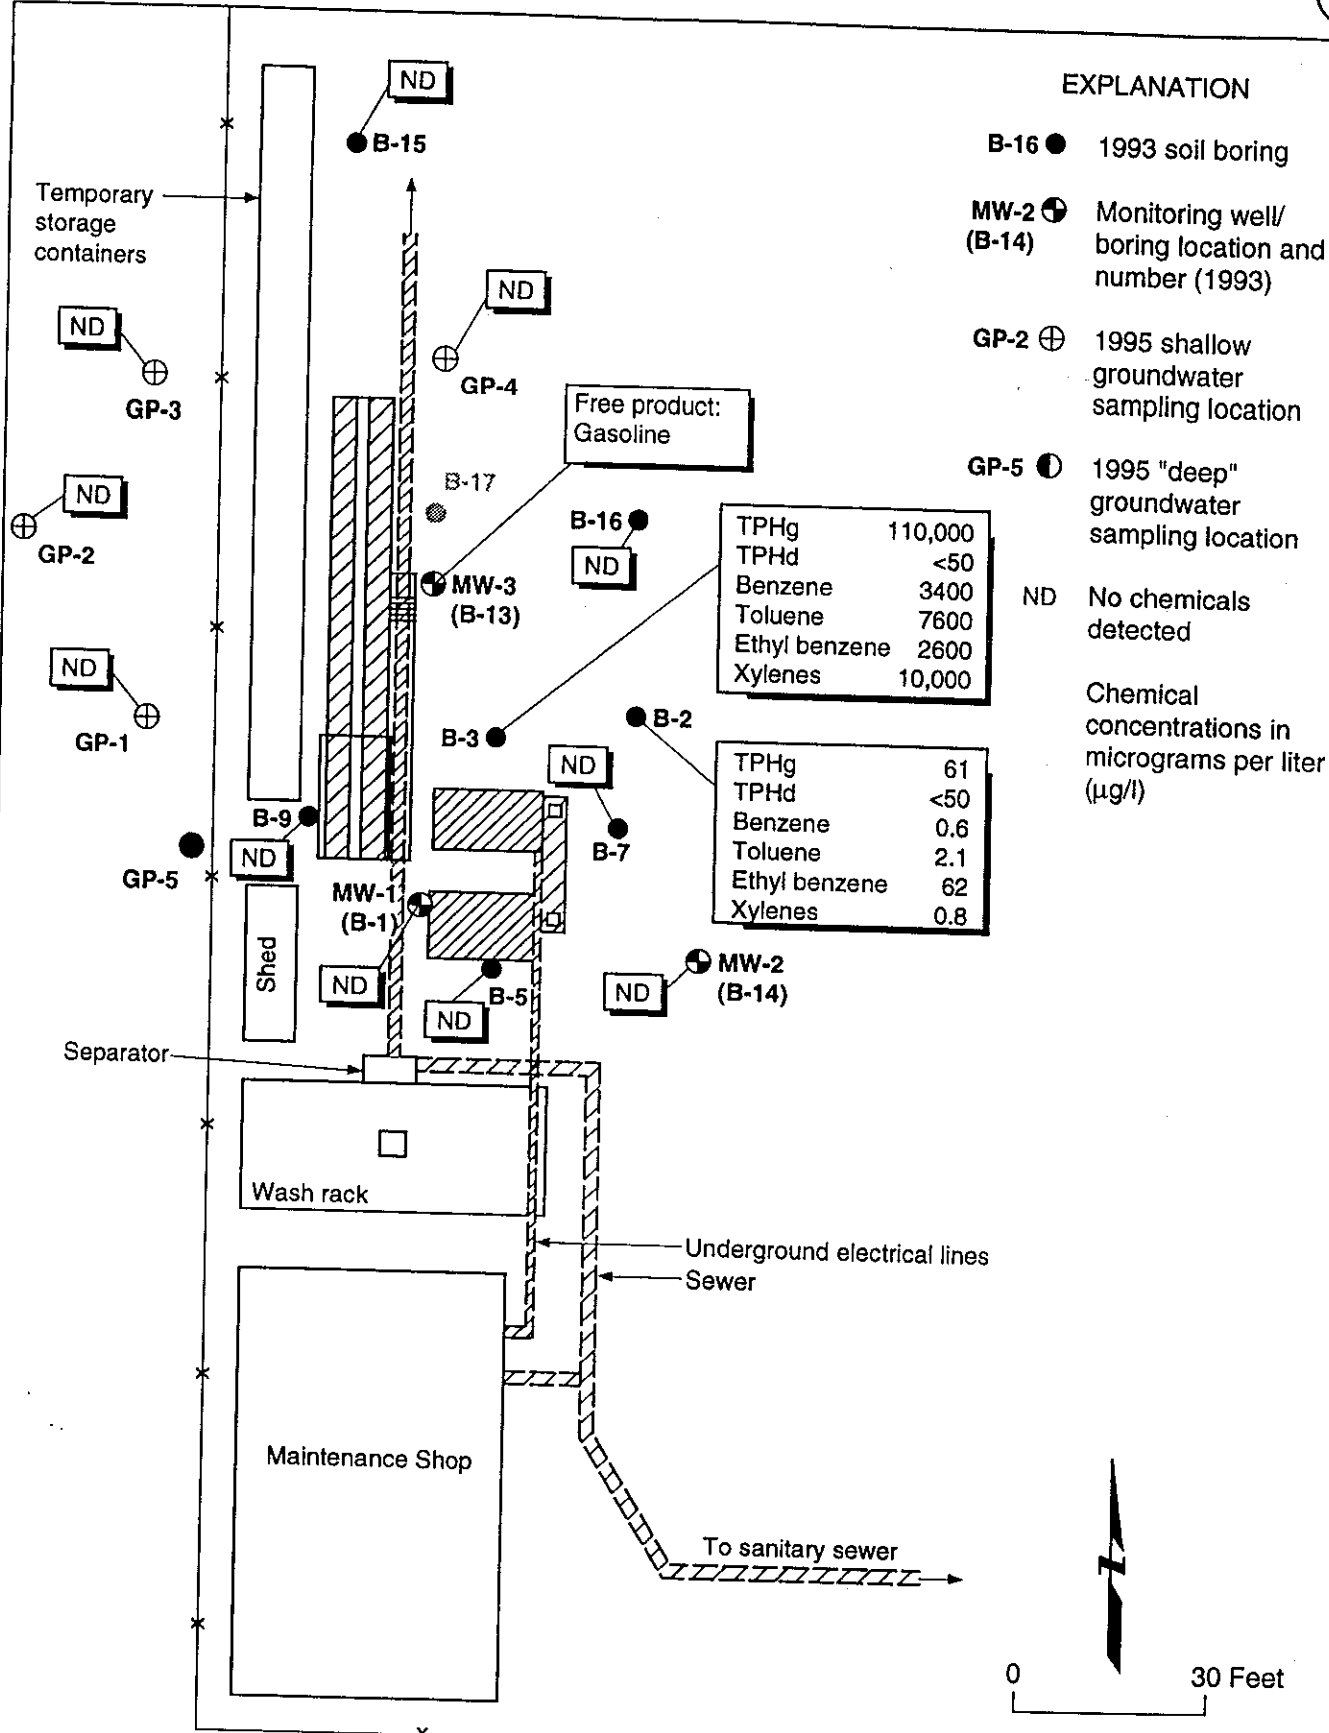 EXPLANATION
B-16 1993 soil boring
MW-2 Monitoring well/
(B-14) boring location and
number (1993)
GP-2 1995 shallow
groundwater
sampling location
GP-5 1995 "deep"
groundwater
sampling location
ND No chemicals
detected
Chemical
concentrations in
micrograms per liter
(µg/l)
ND
B-15
Temporary
storage
containers
ND
GP-4
ND
GP-3
Free product:
Gasoline
B-17
ND
GP-2
B-16
ND
MW-3
(B-13)
TPHg 110,000
TPHd <50
Benzene 3400
Toluene 7600
Ethyl benzene 2600
Xylenes 10,000
ND
GP-1
B-3
B-2
ND
B-7
TPHg 61
TPHd <50
Benzene 0.6
Toluene 2.1
Ethyl benzene 62
Xylenes 0.8
B-9
ND
GP-5
MW-1
(B-1)
ND
Shed
B-5
ND
MW-2
(B-14)
ND
Separator
Wash rack
Underground electrical lines
Sewer
Maintenance Shop
To sanitary sewer
Z
0 30 Feet